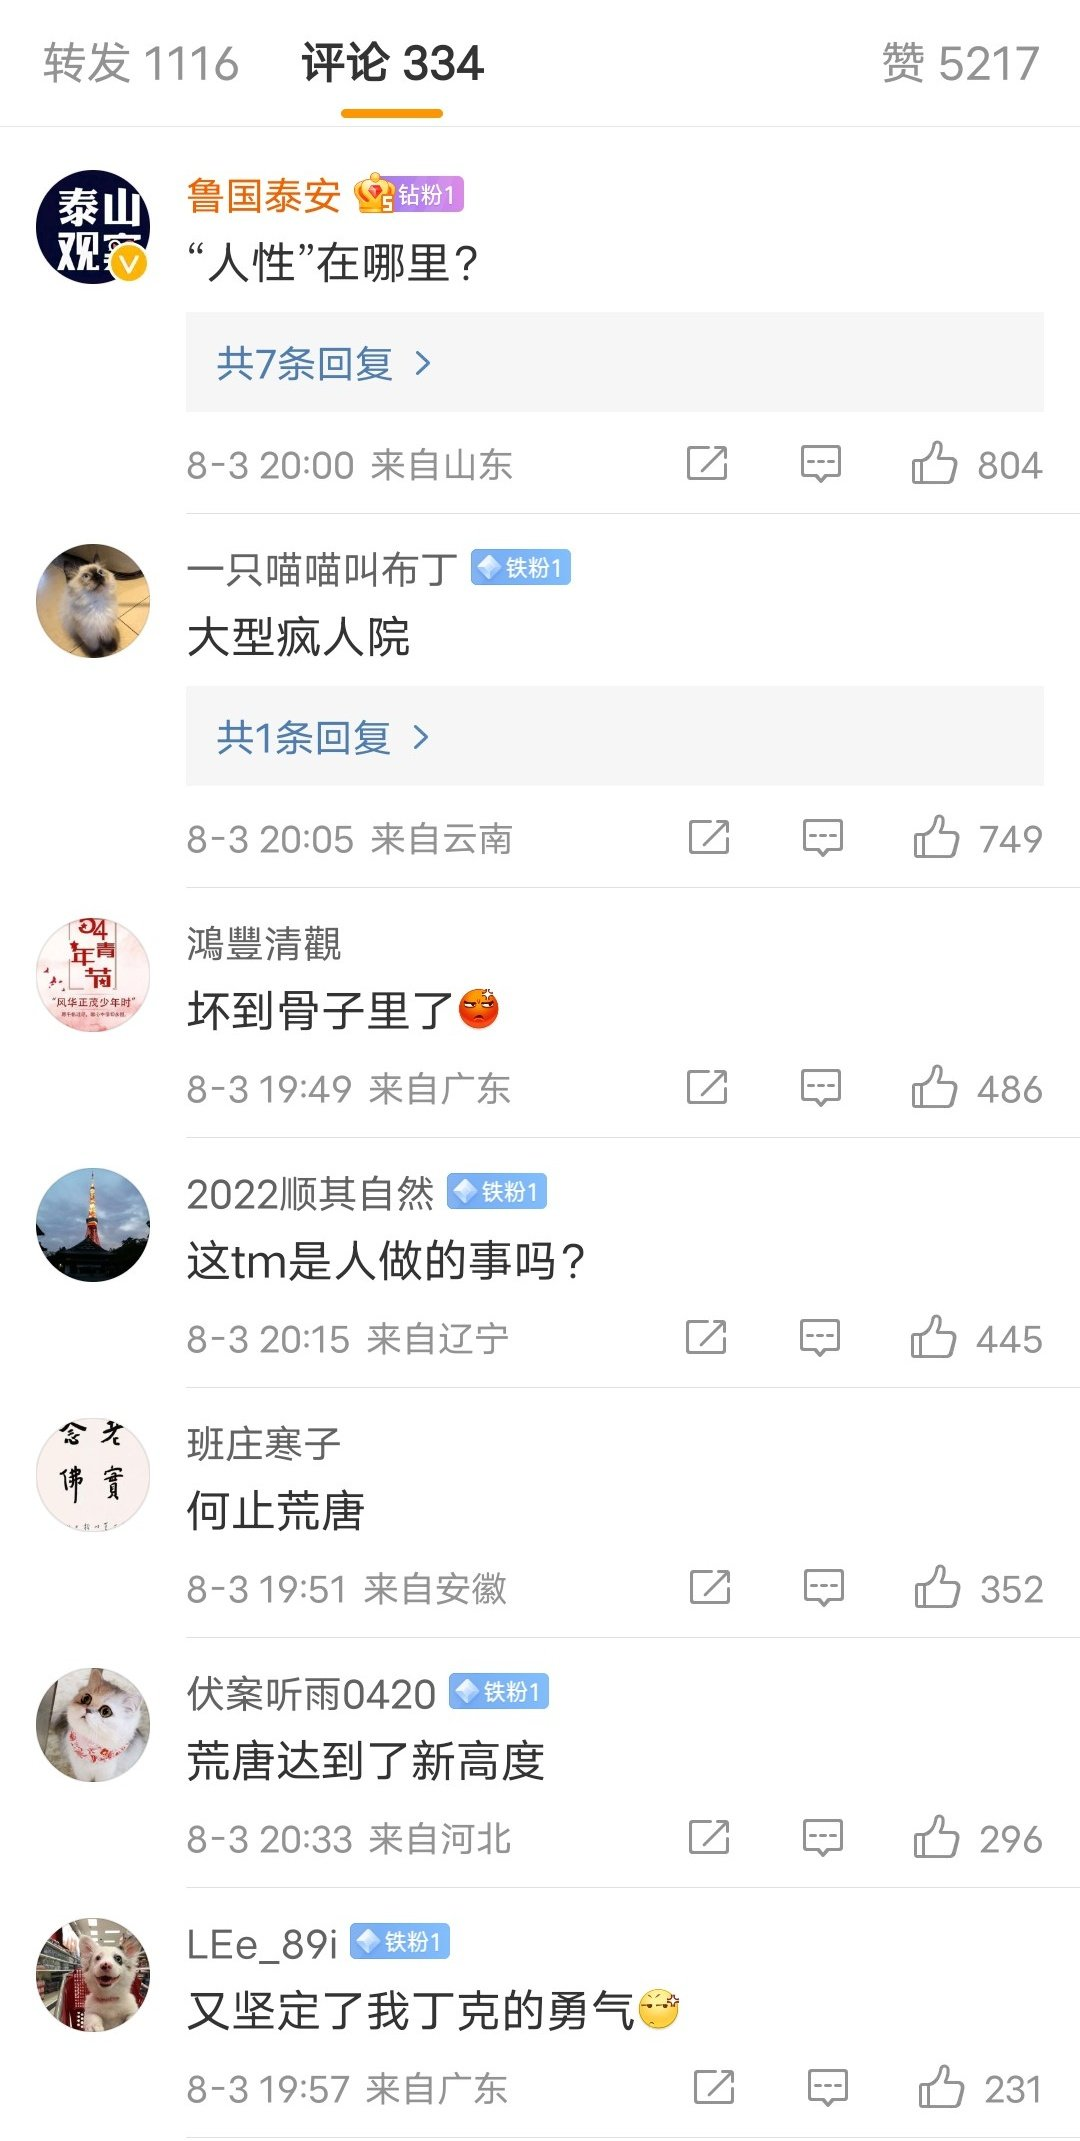 转发 1116 评论 334 赞 5217
泰山
观察
鲁国泰安 5 钻粉1
“人性”在哪里?
共7条回复
8-3 20:00 来自山东 804
一只喵喵叫布丁 铁粉1
大型疯人院
共1条回复
8-3 20:05 来自云南 749
鴻豐清觀
青
年
节
“风华正茂少年时”
坏到骨子里了
8-3 19:49 来自广东 486
2022顺其自然 铁粉1
这tm是人做的事吗?
8-3 20:15 来自辽宁 445
班庄寒子
念 老
佛 實
何止荒唐
8-3 19:51 来自安徽 352
伏案听雨0420 铁粉1
荒唐达到了新高度
8-3 20:33 来自河北 296
LEe_89i 铁粉1
又坚定了我丁克的勇气
8-3 19:57 来自广东 231